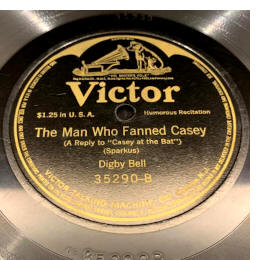 "HIS MASTER'S VOICE"
Victor
$1.25 in U.S.A. Humorous Recitation
The Man Who Fanned Casey
(A Reply to "Casey at the Bat")
(Sparkus)
Digby Bell
35290-B
VICTOR TALKING MACHINE